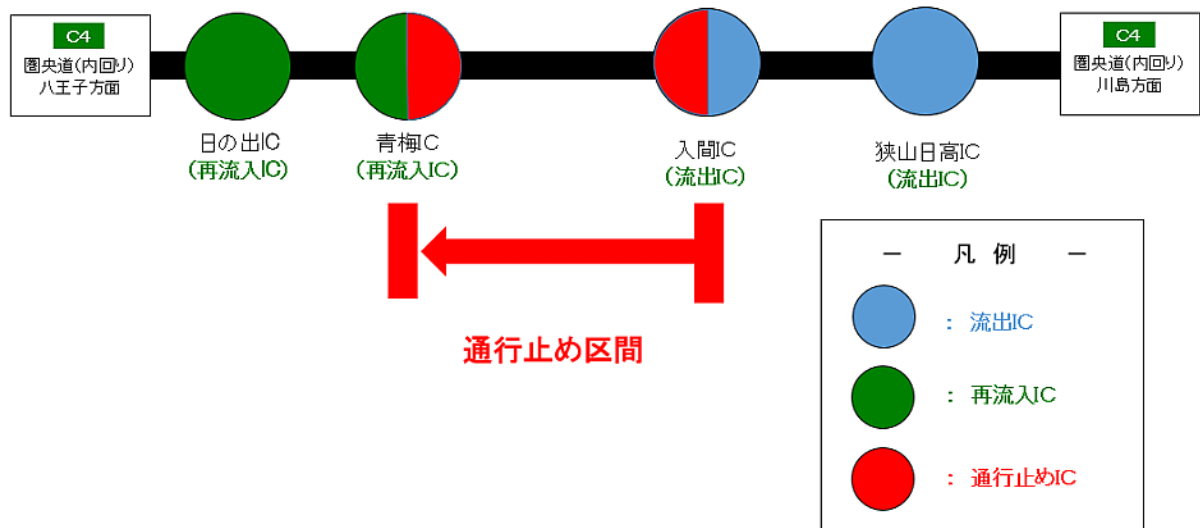 C4
圏央道(内回り)
八王子方面
日の出IC
(再流入IC)
青梅IC
(再流入IC)
入間IC
(流出IC)
狭山日高IC
(流出IC)
C4
圏央道(内回り)
川島方面
通行止め区間
－ 凡 例 －
： 流出IC
： 再流入IC
： 通行止めIC